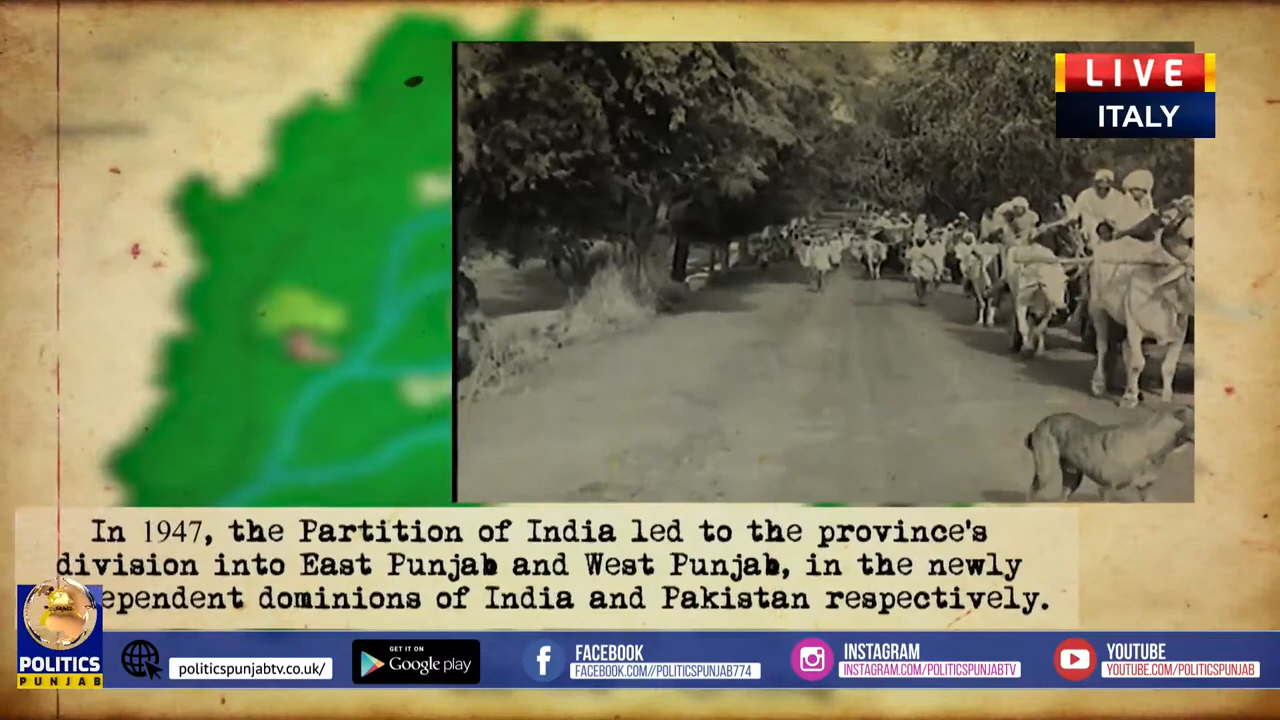 LIVE
ITALY
In 1947, the Partition of India led to the province's
division into East Punjab and West Punjab, in the newly
ependent dominions of India and Pakistan respectively.
POLITICS
PUNJAB
politicspunjabtv.co.uk/
GET IT ON
Google play
FACEBOOK
FACEBOOK.COM//POLITICSPUNJAB774
INSTAGRAM
INSTAGRAM.COM/POLITICSPUNJABTV
YOUTUBE
YOUTUBE.COM/POLITICSPUNJAB